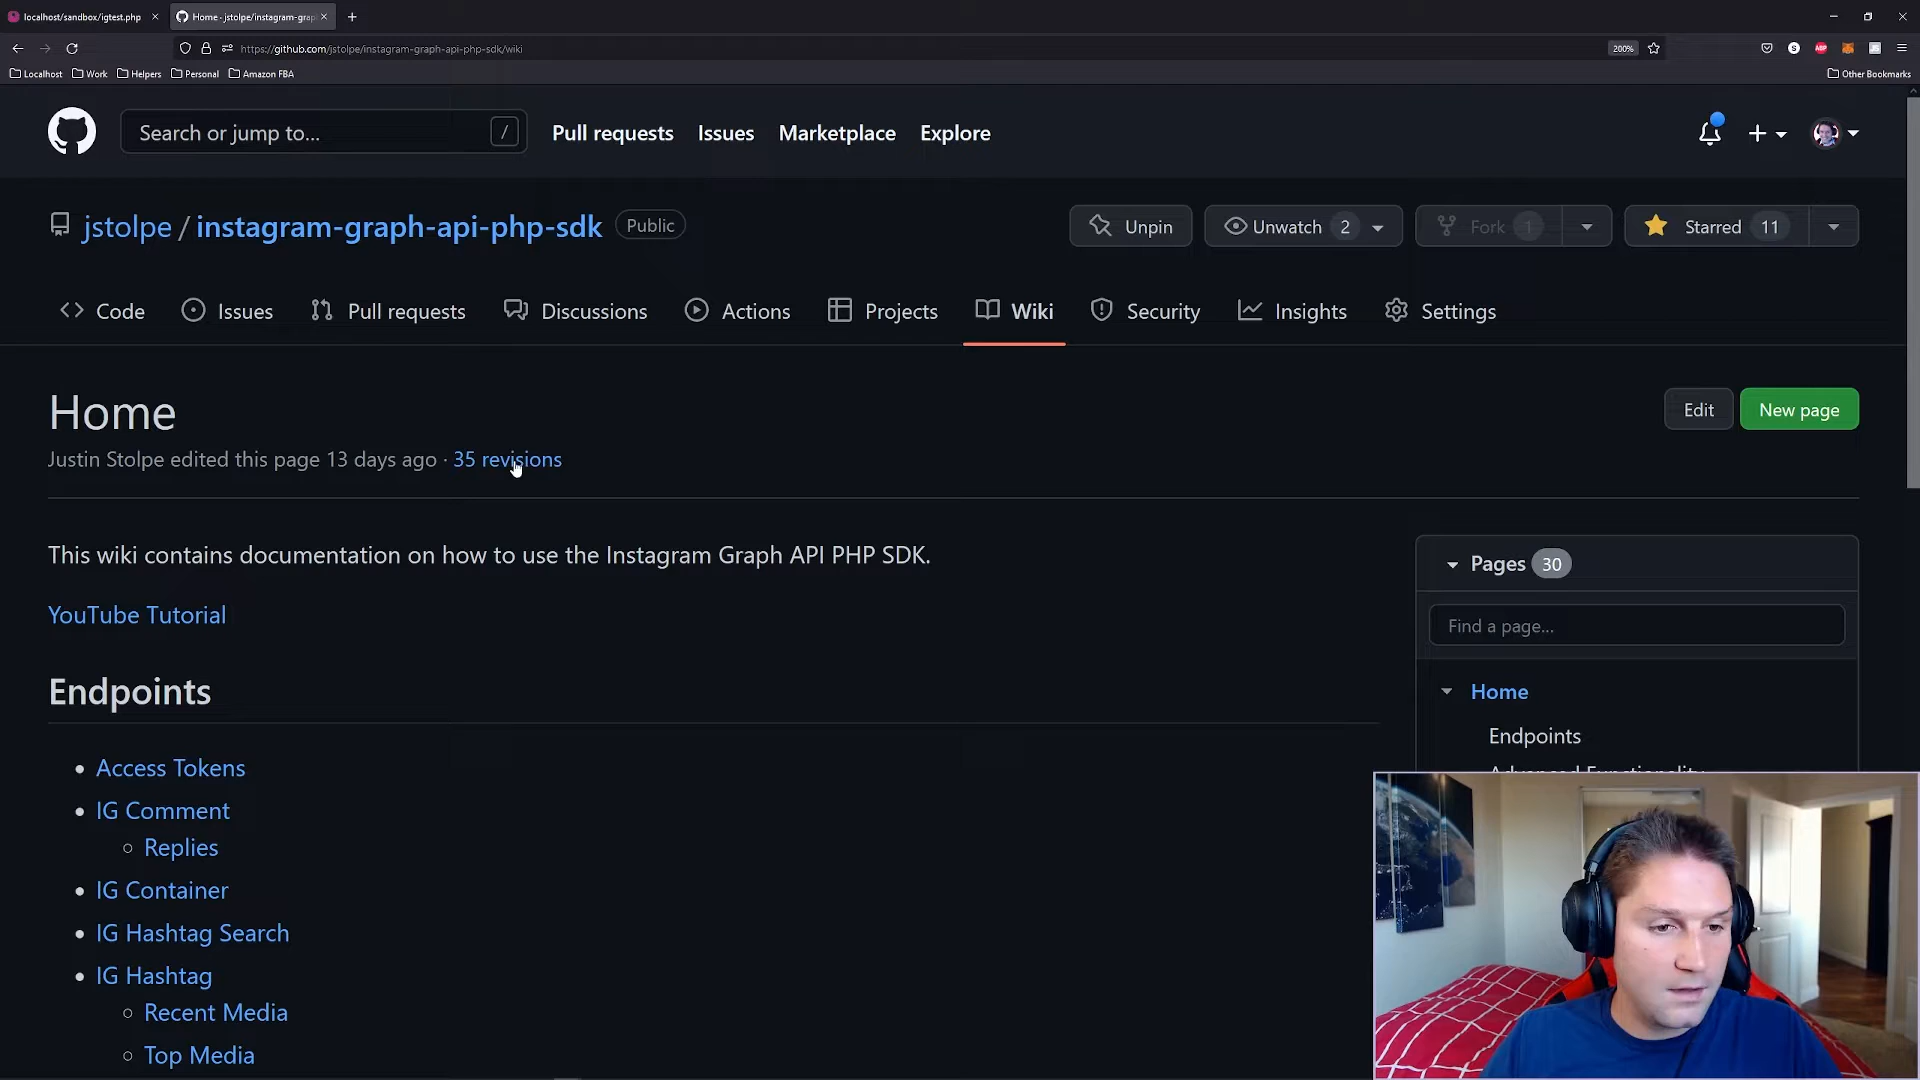 localhost/sandbox/igtest.php
Home · jstolpe/instagram-grap
https://github.com/jstolpe/instagram-graph-api-php-sdk/wiki
200%
Localhost
Work
Helpers
Personal
Amazon FBA
Other Bookmarks
Search or jump to...
/
Pull requests
Issues
Marketplace
Explore
jstolpe / instagram-graph-api-php-sdk
Public
Unpin
Unwatch 2
Fork 1
Starred 11
Code
Issues
Pull requests
Discussions
Actions
Projects
Wiki
Security
Insights
Settings
Home
Edit
New page
Justin Stolpe edited this page 13 days ago · 35 revisions
This wiki contains documentation on how to use the Instagram Graph API PHP SDK.
YouTube Tutorial
Endpoints
Access Tokens
IG Comment
Replies
IG Container
IG Hashtag Search
IG Hashtag
Recent Media
Top Media
Pages 30
Find a page...
Home
Endpoints
Advanced Functionality